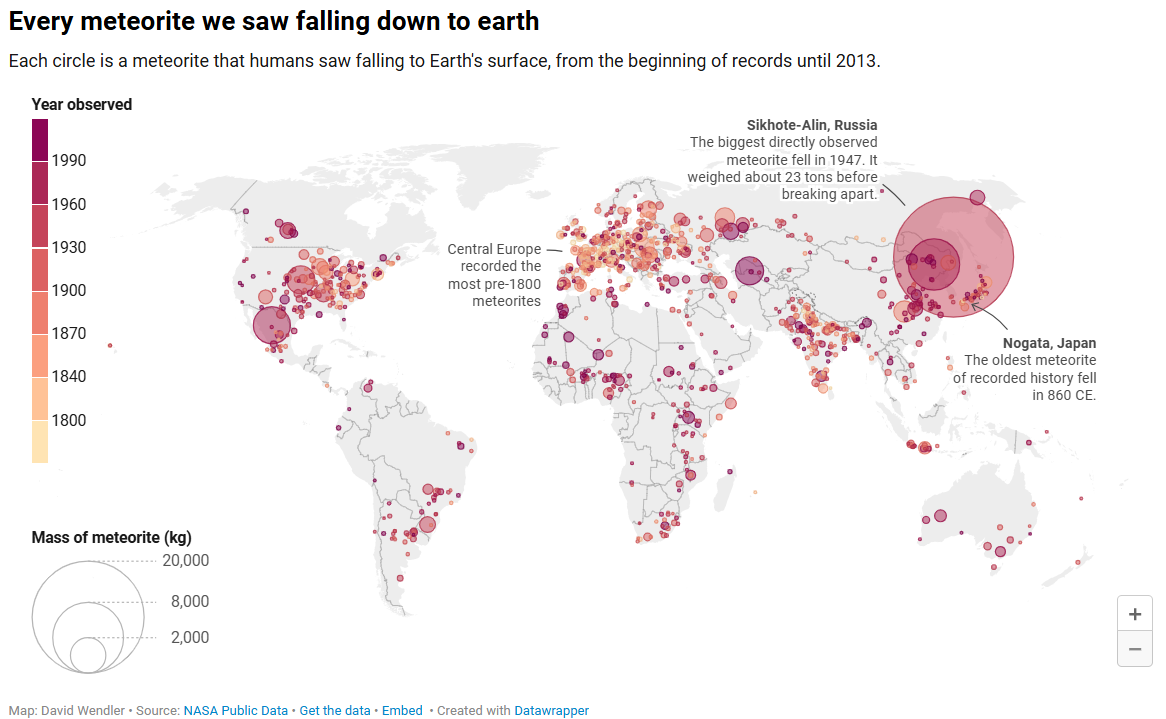 Every meteorite we saw falling down to earth
Each circle is a meteorite that humans saw falling to Earth's surface, from the beginning of records until 2013.
Year observed
1990
1960
1930
1900
1870
1840
1800
Sikhote-Alin, Russia
The biggest directly observed
meteorite fell in 1947. It
weighed about 23 tons before
breaking apart.
Central Europe
recorded the
most pre-1800
meteorites
Nogata, Japan
The oldest meteorite
of recorded history fell
in 860 CE.
Mass of meteorite (kg)
20,000
8,000
2,000
+
−
Map: David Wendler • Source: NASA Public Data • Get the data • Embed • Created with Datawrapper